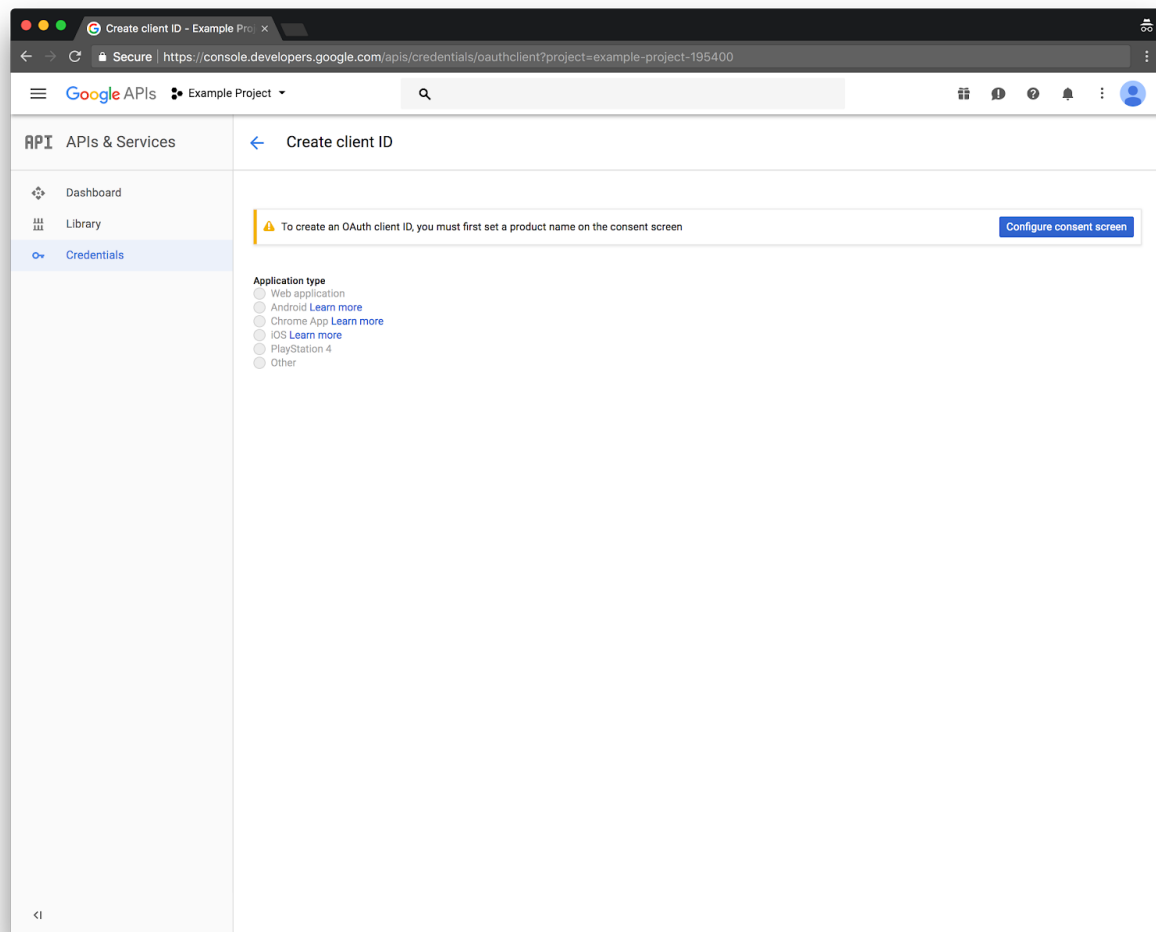 Create client ID - Example Pro
Secure https://console.developers.google.com/apis/credentials/oauthclient?project=example-project-195400
Google APIs Example Project
API APIs & Services
Create client ID
Dashboard
Library
Credentials
To create an OAuth client ID, you must first set a product name on the consent screen
Configure consent screen
Application type
Web application
Android Learn more
Chrome App Learn more
iOS Learn more
PlayStation 4
Other